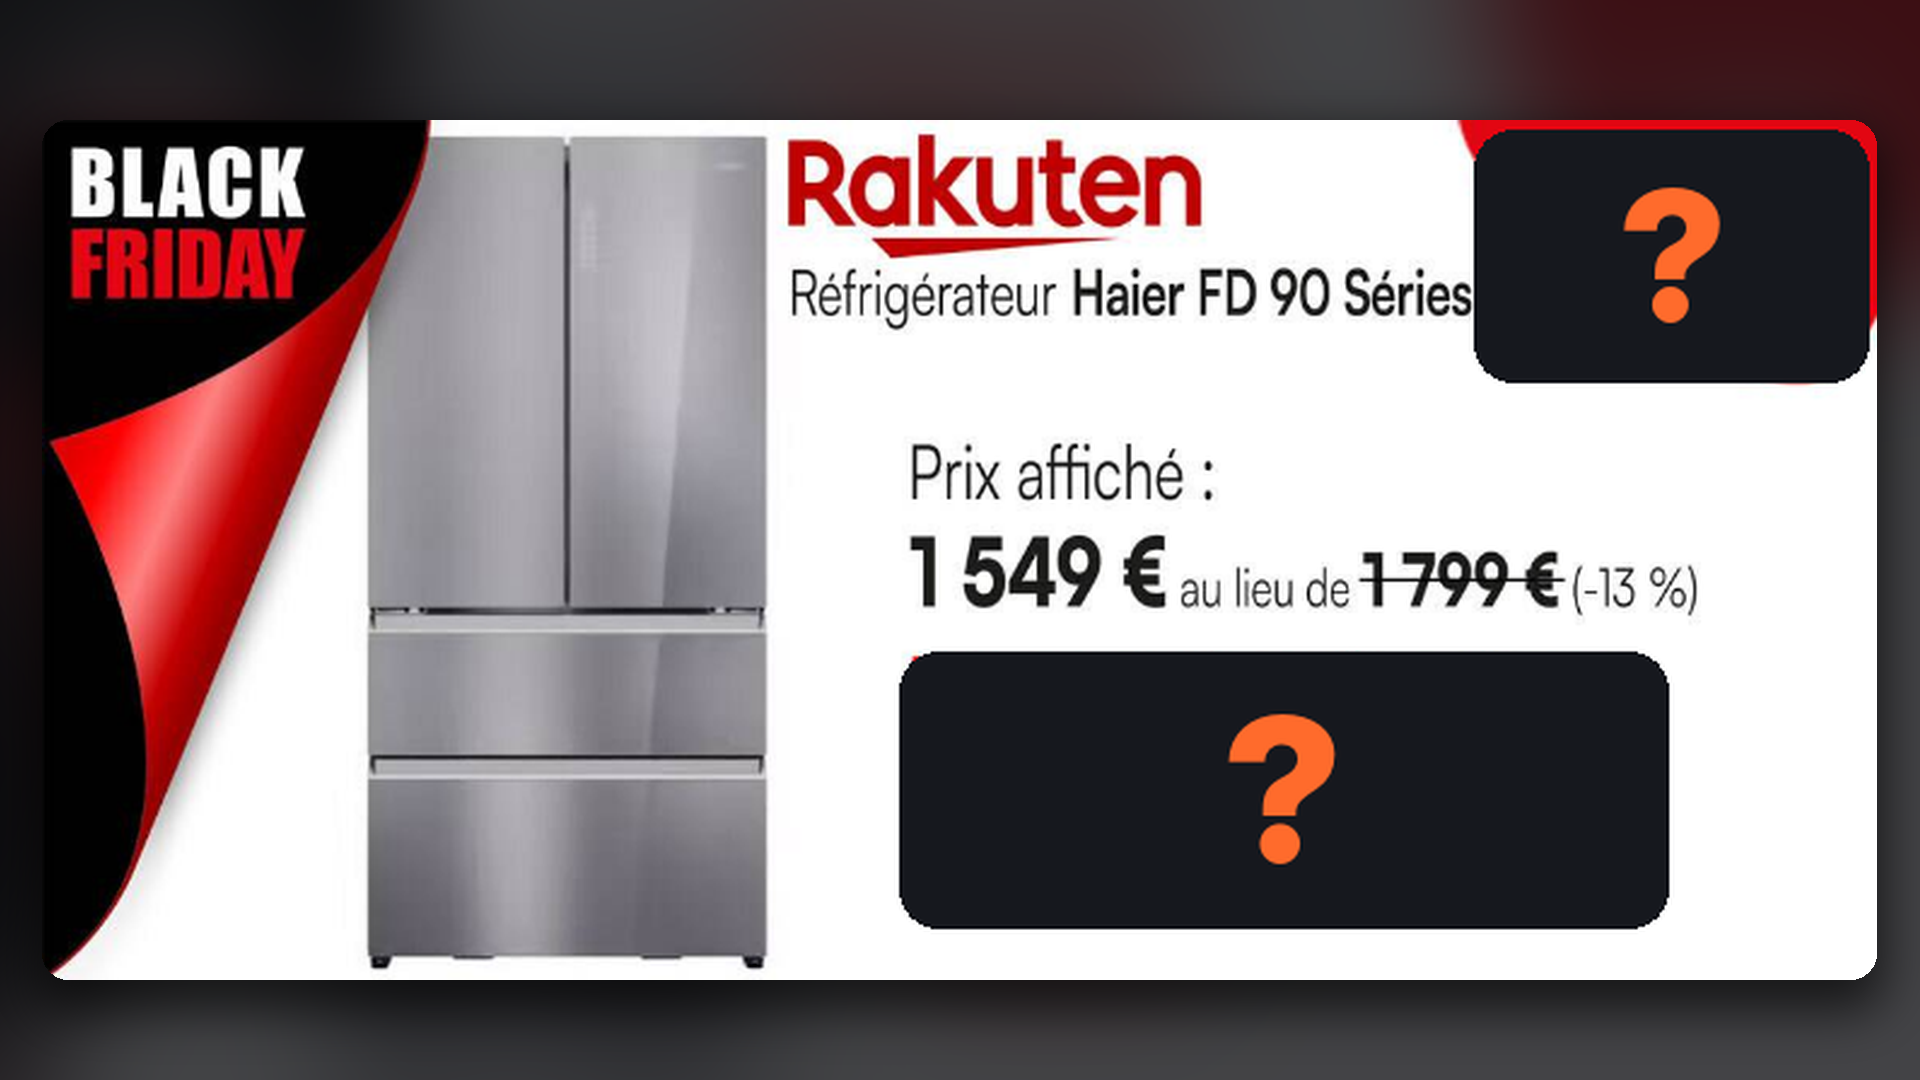 BLACK
FRIDAY
Rakuten
Réfrigérateur Haier FD 90 Séries
?
Prix affiché :
1 549 € au lieu de 1 799 € (-13 %)
?